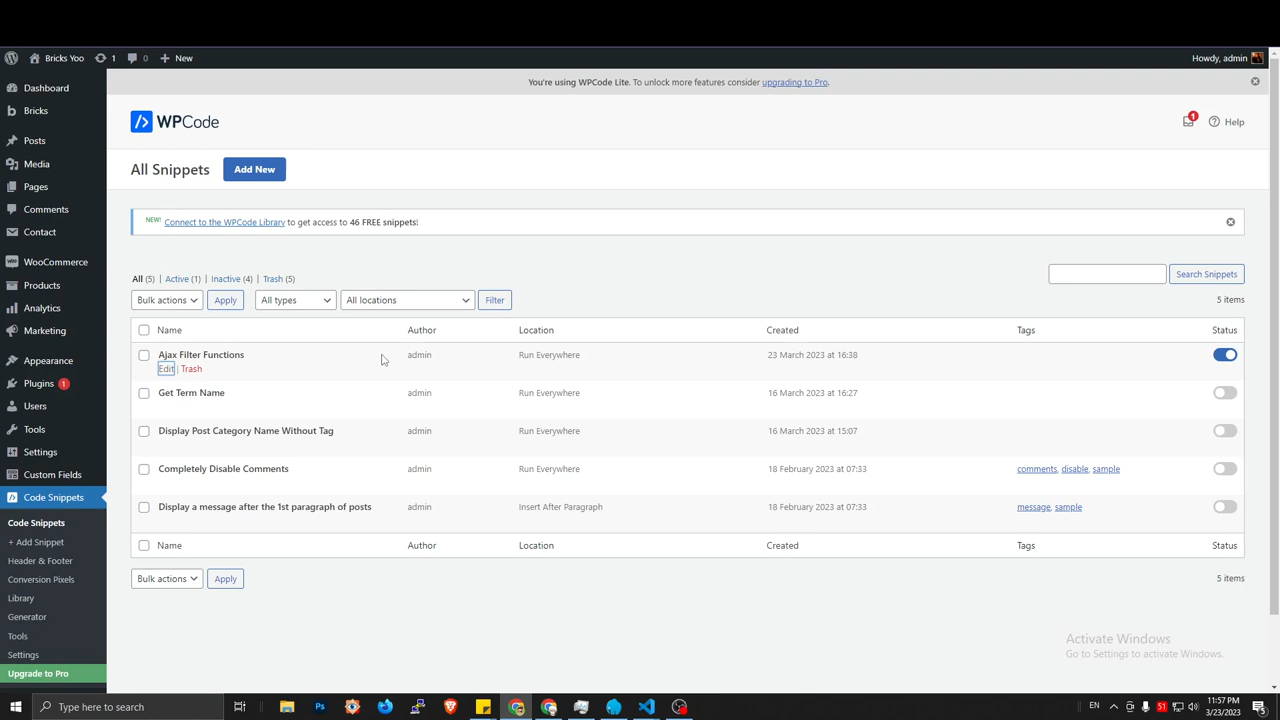 Bricks Yoo 1 0 New Howdy, admin
You're using WPCode Lite. To unlock more features consider upgrading to Pro.
Dashboard
Bricks
Posts
Media
Pages
Comments
Contact
WooCommerce
Products
Analytics
Marketing
Appearance
Plugins 1
Users
Tools
Settings
Custom Fields
Code Snippets
Code Snippets
+ Add Snippet
Header & Footer
Conversion Pixels
Library
Generator
Tools
Settings
Upgrade to Pro
WPCode
1 Help
All Snippets Add New
NEW! Connect to the WPCode Library to get access to 46 FREE snippets!
All (5) | Active (1) | Inactive (4) | Trash (5)
Search Snippets
Bulk actions Apply All types All locations Filter 5 items
Name Author Location Created Tags Status
Ajax Filter Functions admin Run Everywhere 23 March 2023 at 16:38
Edit | Trash
Get Term Name admin Run Everywhere 16 March 2023 at 16:27
Display Post Category Name Without Tag admin Run Everywhere 16 March 2023 at 15:07
Completely Disable Comments admin Run Everywhere 18 February 2023 at 07:33 comments, disable, sample
Display a message after the 1st paragraph of posts admin Insert After Paragraph 18 February 2023 at 07:33 message, sample
Name Author Location Created Tags Status
Bulk actions Apply 5 items
Activate Windows
Go to Settings to activate Windows.
Type here to search
EN 51 11:57 PM
3/23/2023